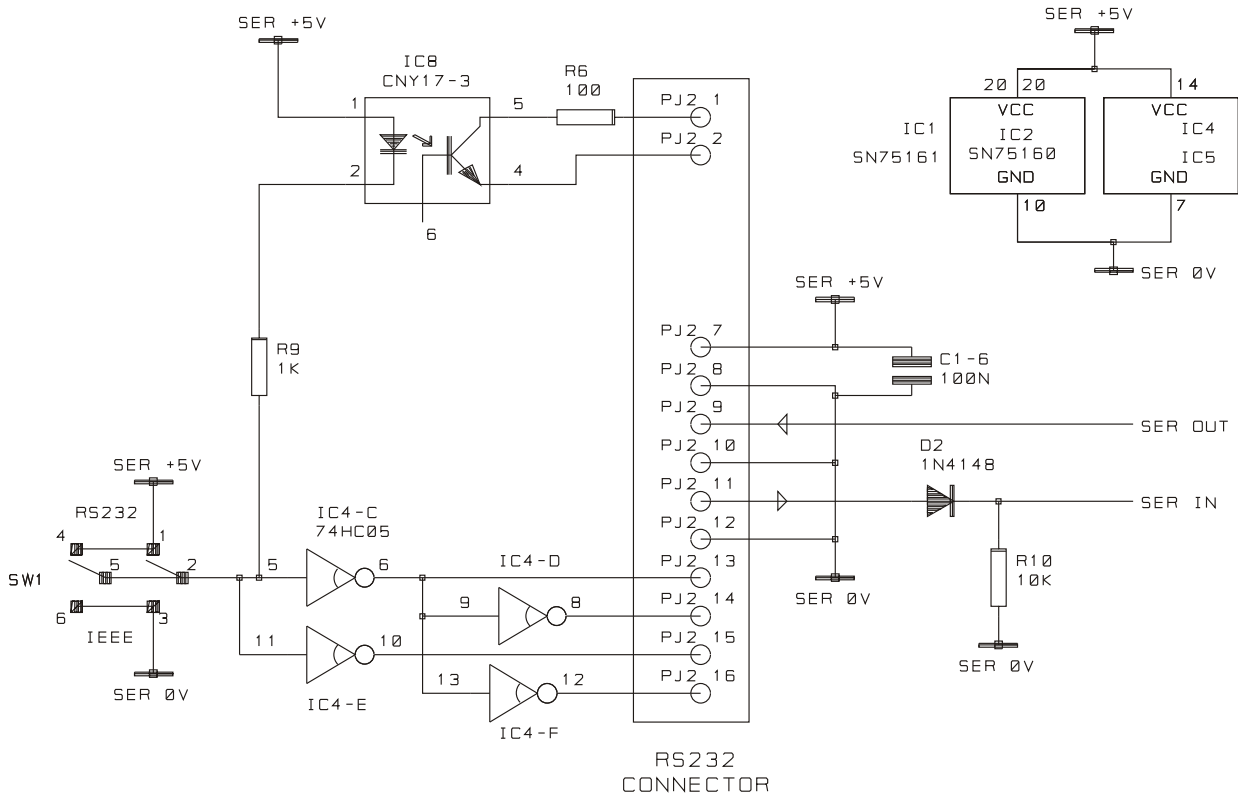 SER +5V
IC8
CNY17-3
1
2
5
4
6
R6
100
PJ2 1
PJ2 2
SER +5V
20 20
14
VCC
VCC
IC1
SN75161
IC2
SN75160
IC4
IC5
GND
GND
10
7
SER 0V
R9
1K
SER +5V
PJ2 7
PJ2 8
PJ2 9
PJ2 10
PJ2 11
PJ2 12
PJ2 13
PJ2 14
PJ2 15
PJ2 16
C1-6
100N
SER OUT
D2
1N4148
SER IN
R10
10K
SER 0V
SER 0V
SER +5V
RS232
4
1
SW1
5
2
6
3
IEEE
SER 0V
IC4-C
74HC05
5
6
IC4-D
9
8
11
10
IC4-E
13
12
IC4-F
RS232
CONNECTOR